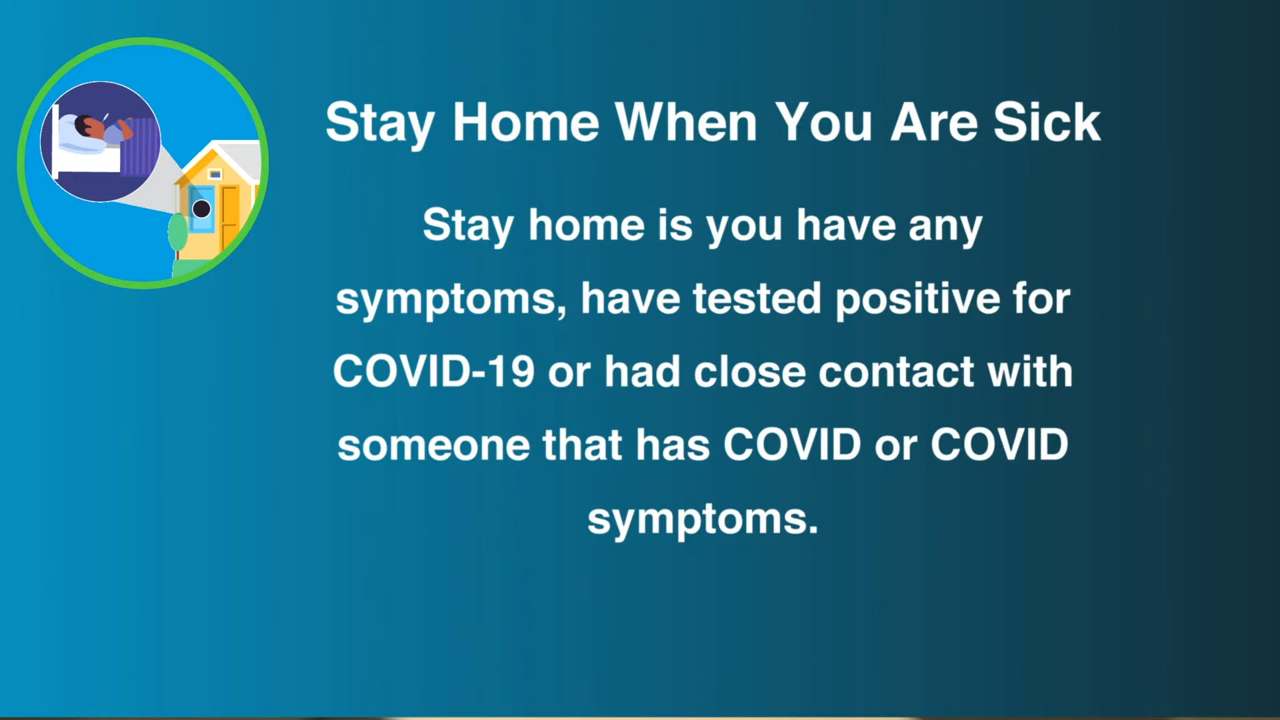 Stay Home When You Are Sick
Stay home is you have any
symptoms, have tested positive for
COVID-19 or had close contact with
someone that has COVID or COVID
symptoms.